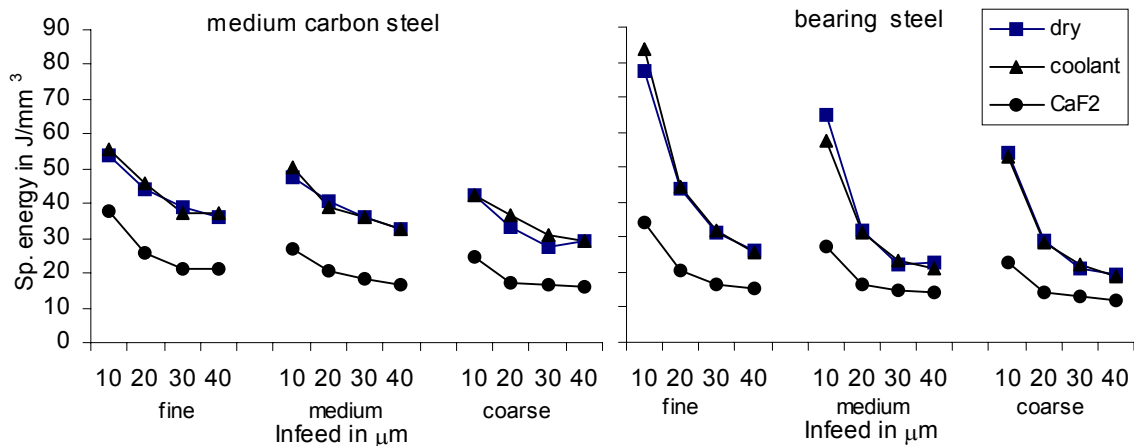 medium carbon steel
bearing steel
dry
coolant
CaF2
Sp. energy in J/mm³
90
80
70
60
50
40
30
20
10
0
10 20 30 40 10 20 30 40 10 20 30 40
fine medium coarse
Infeed in μm
10 20 30 40 10 20 30 40 10 20 30 40
fine medium coarse
Infeed in μm